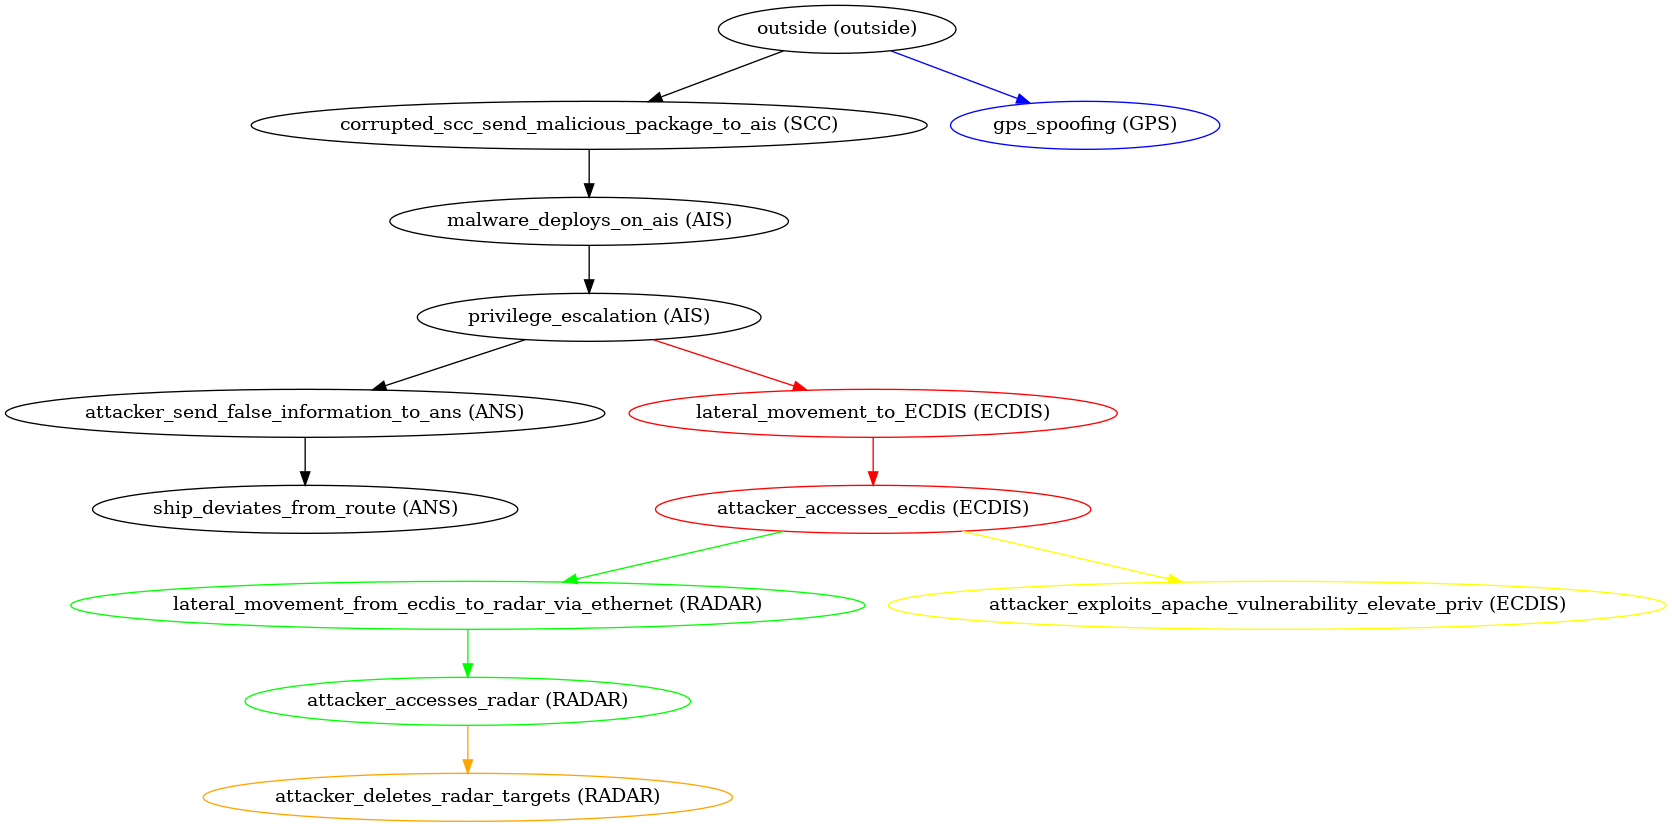 outside (outside)
corrupted_scc_send_malicious_package_to_ais (SCC)
gps_spoofing (GPS)
malware_deploys_on_ais (AIS)
privilege_escalation (AIS)
attacker_send_false_information_to_ans (ANS)
lateral_movement_to_ECDIS (ECDIS)
ship_deviates_from_route (ANS)
attacker_accesses_ecdis (ECDIS)
lateral_movement_from_ecdis_to_radar_via_ethernet (RADAR)
attacker_exploits_apache_vulnerability_elevate_priv (ECDIS)
attacker_accesses_radar (RADAR)
attacker_deletes_radar_targets (RADAR)